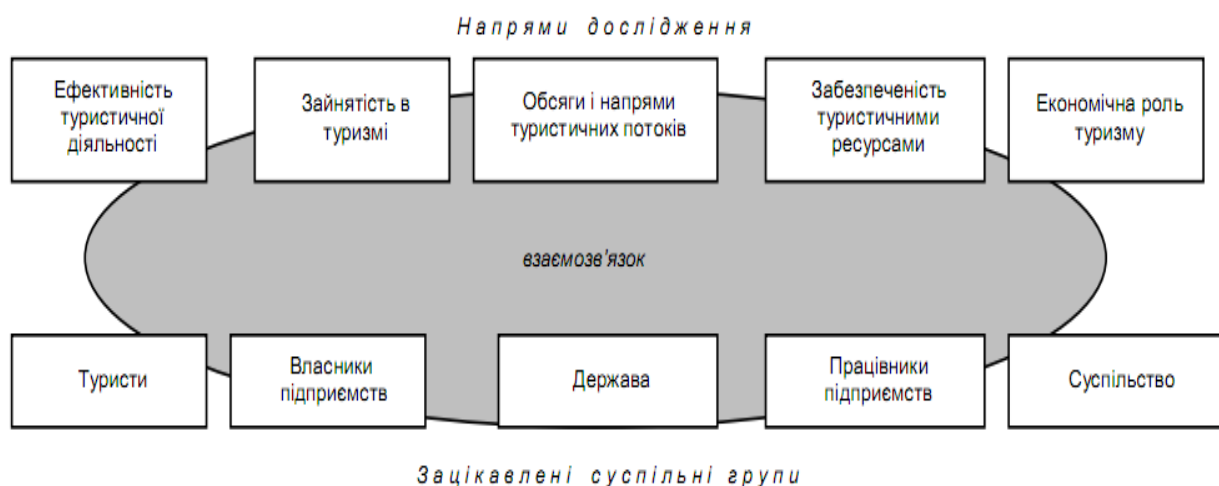 Напрями дослідження
Ефективність
туристичної
діяльності
Зайнятість в
туризмі
Обсяги і напрями
туристичних потоків
Забезпеченість
туристичними
ресурсами
Економічна роль
туризму
взаємозв'язок
Туристи
Власники
підприємств
Держава
Працівники
підприємств
Суспільство
Зацікавлені суспільні групи